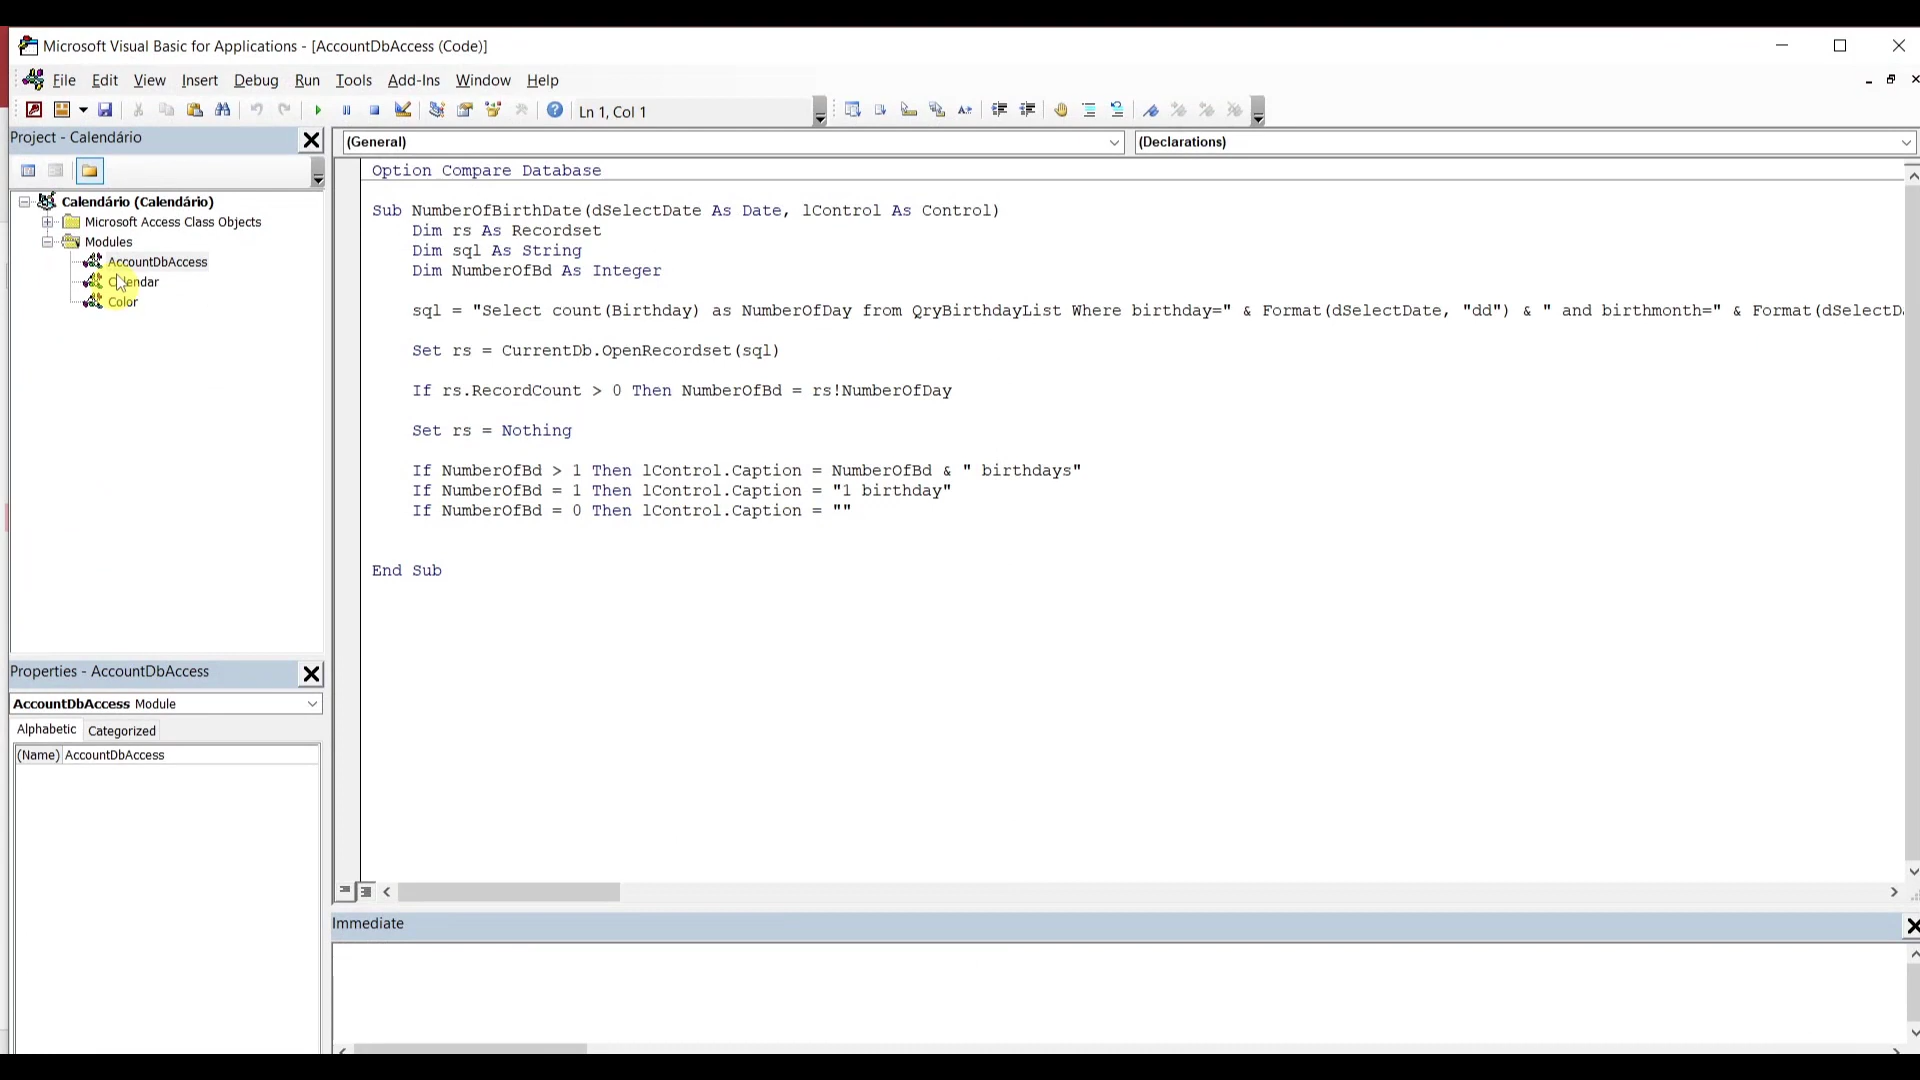 Microsoft Visual Basic for Applications - [AccountDbAccess (Code)]
File Edit View Insert Debug Run Tools Add-Ins Window Help
Ln 1, Col 1
Project - Calendário
(General)
(Declarations)
Calendário (Calendário)
Microsoft Access Class Objects
Modules
AccountDbAccess
Calendar
Color
Option Compare Database
Sub NumberOfBirthDate(dSelectDate As Date, lControl As Control)
Dim rs As Recordset
Dim sql As String
Dim NumberOfBd As Integer
sql = "Select count(Birthday) as NumberOfDay from QryBirthdayList Where birthday=" & Format(dSelectDate, "dd") & " and birthmonth=" & Format(dSelectD
Set rs = CurrentDb.OpenRecordset(sql)
If rs.RecordCount > 0 Then NumberOfBd = rs!NumberOfDay
Set rs = Nothing
If NumberOfBd > 1 Then lControl.Caption = NumberOfBd & " birthdays"
If NumberOfBd = 1 Then lControl.Caption = "1 birthday"
If NumberOfBd = 0 Then lControl.Caption = ""
End Sub
Properties - AccountDbAccess
AccountDbAccess Module
Alphabetic Categorized
(Name) AccountDbAccess
Immediate